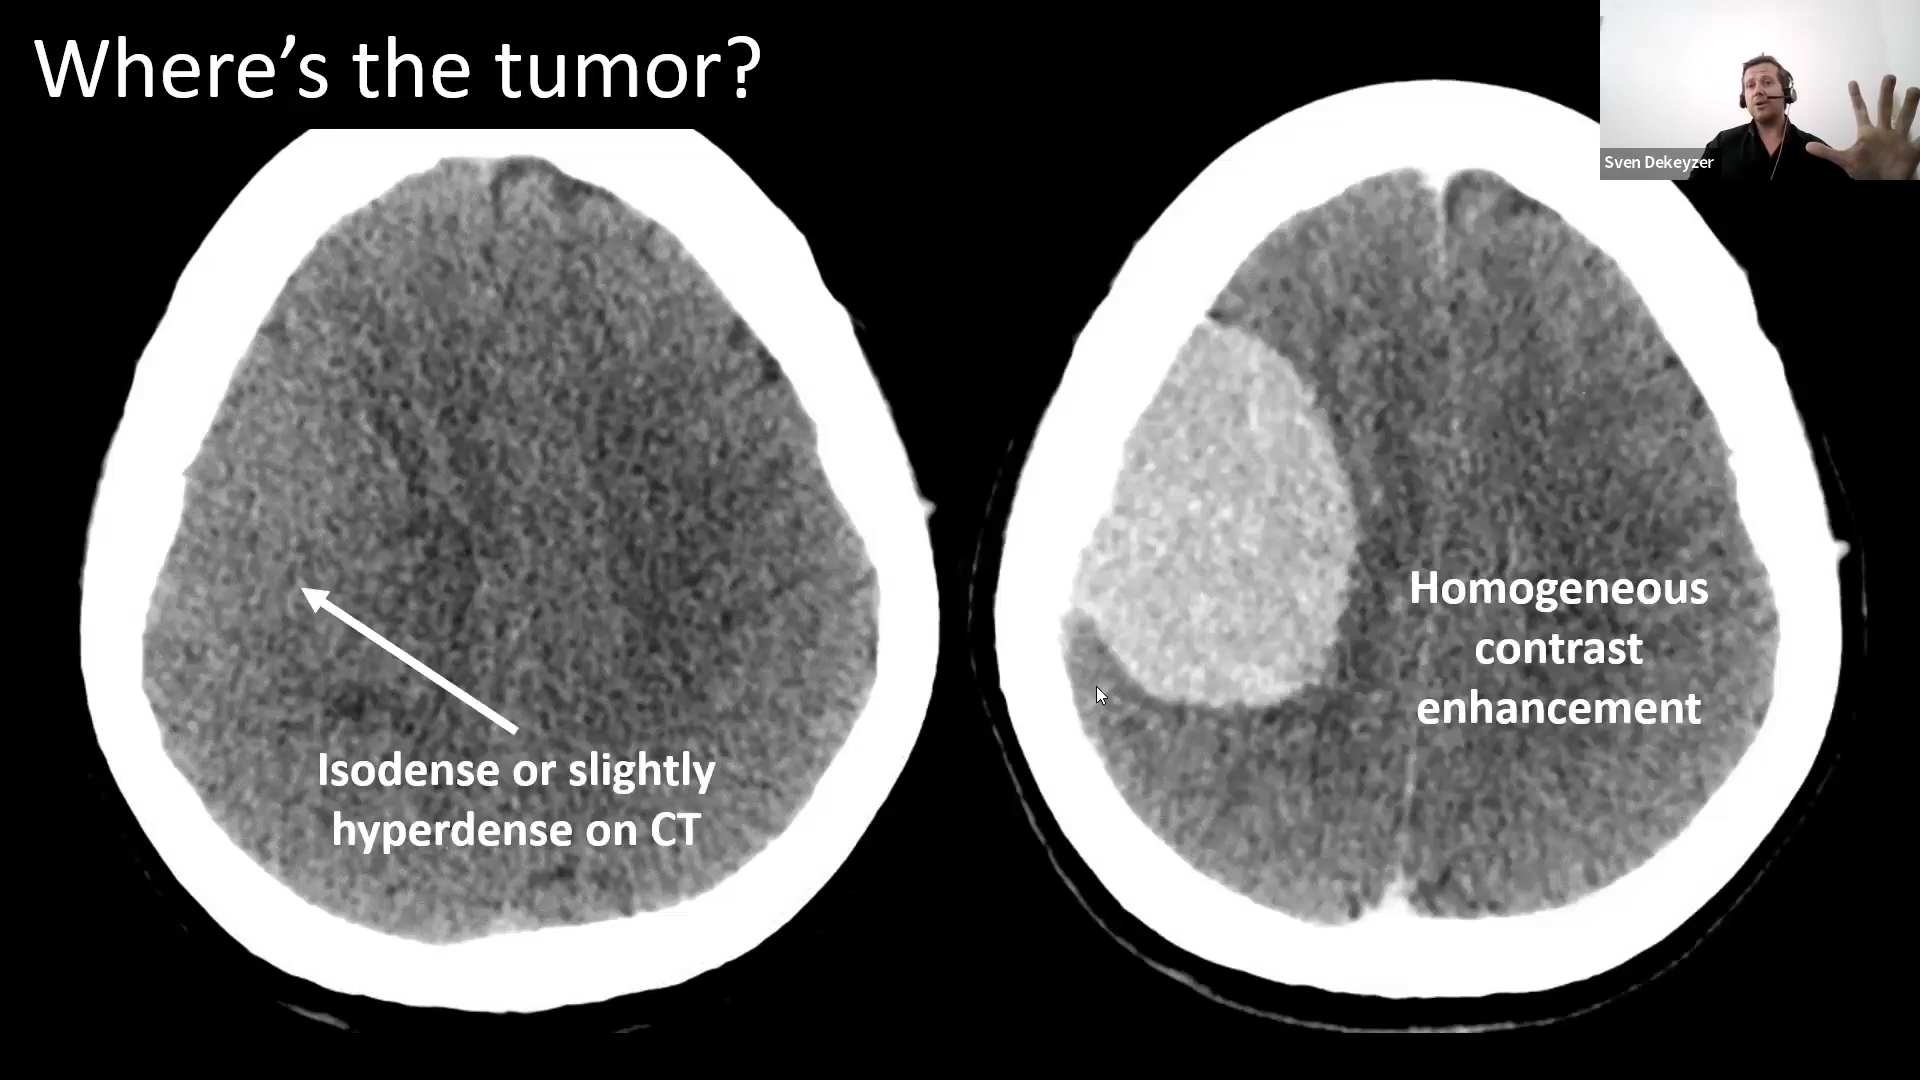 Where’s the tumor?
Sven Dekeyzer
Isodense or slightly
hyperdense on CT
Homogeneous
contrast
enhancement